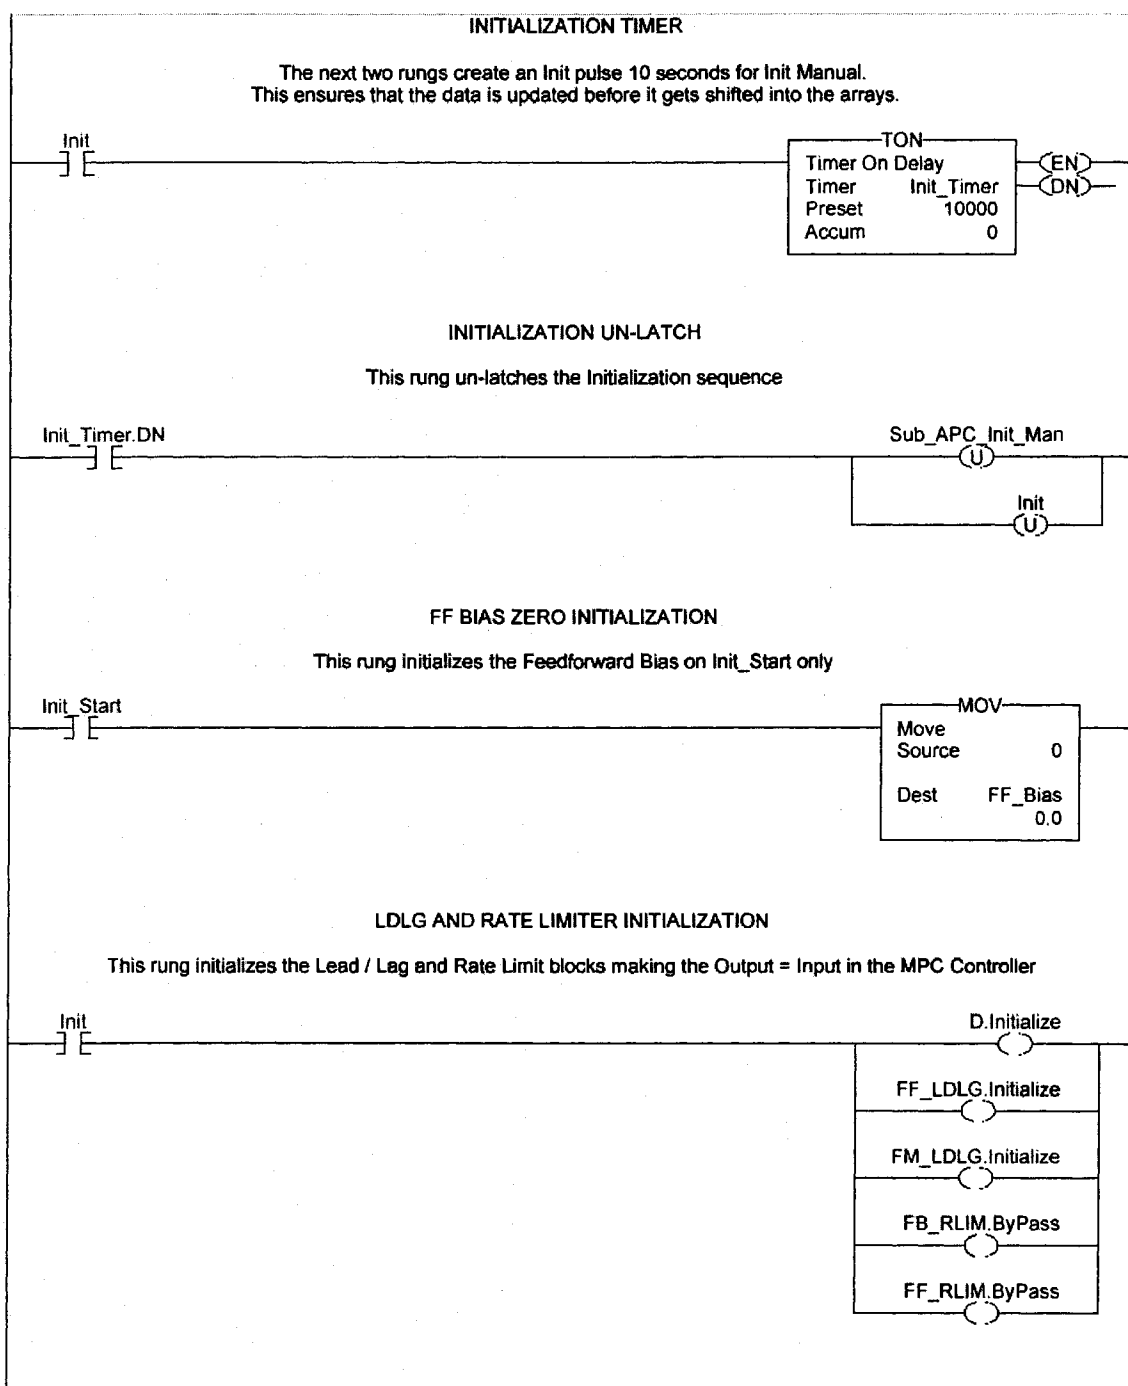 INITIALIZATION TIMER
The next two rungs create an Init pulse 10 seconds for Init Manual.
This ensures that the data is updated before it gets shifted into the arrays.
Init
TON
Timer On Delay
Timer Init_Timer
Preset 10000
Accum 0
EN
DN
INITIALIZATION UN-LATCH
This rung un-latches the Initialization sequence
Init_Timer.DN
Sub_APC_Init_Man
U
Init
U
FF BIAS ZERO INITIALIZATION
This rung initializes the Feedforward Bias on Init_Start only
Init_Start
MOV
Move
Source 0
Dest FF_Bias
0.0
LDLG AND RATE LIMITER INITIALIZATION
This rung initializes the Lead / Lag and Rate Limit blocks making the Output = Input in the MPC Controller
Init
D.Initialize
FF_LDLG.Initialize
FM_LDLG.Initialize
FB_RLIM.ByPass
FF_RLIM.ByPass